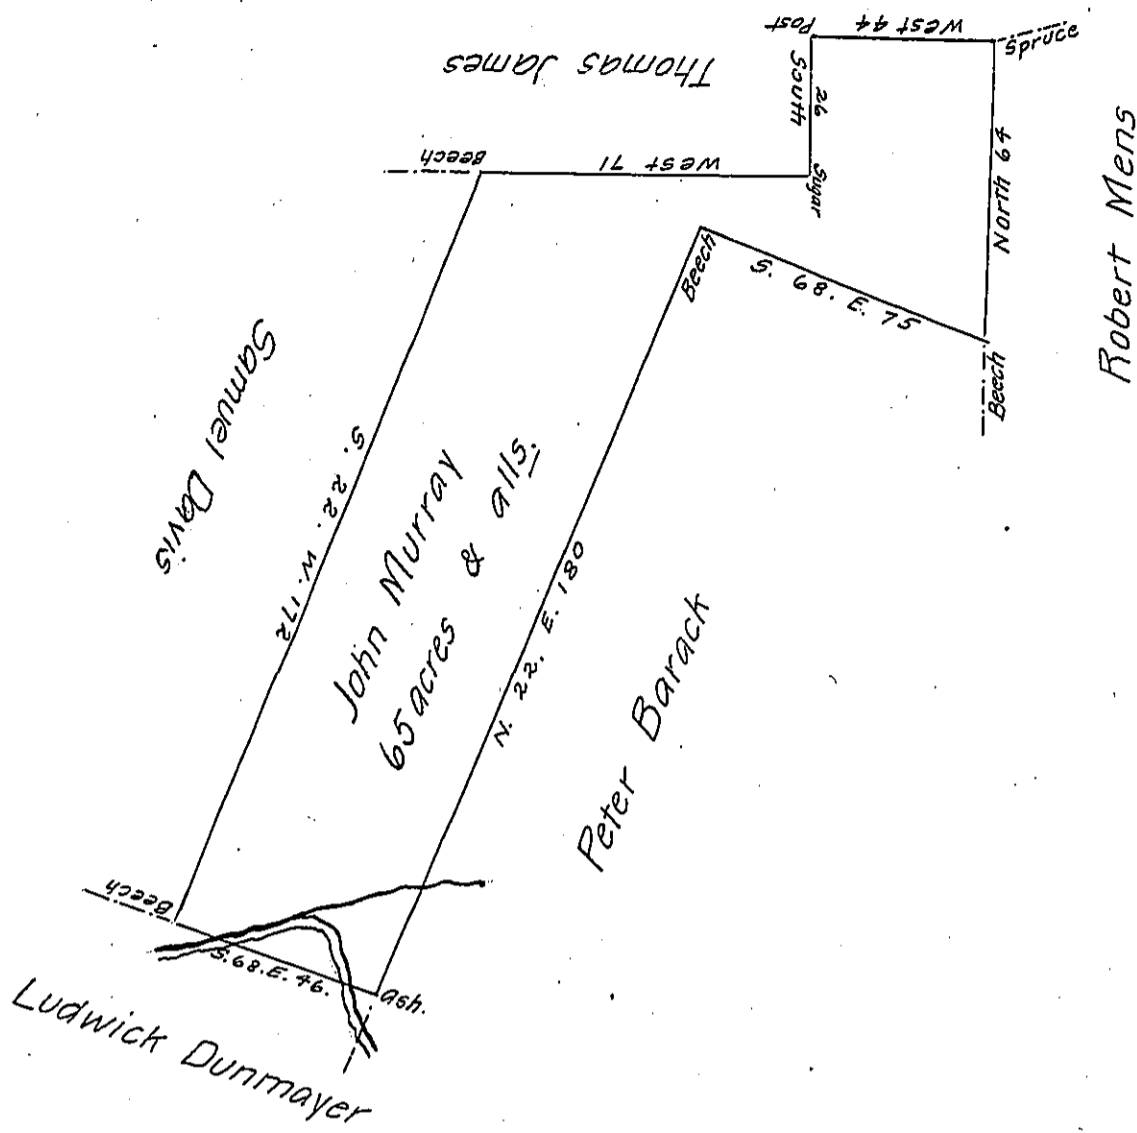 Post
West 44
Spruce
Thomas James
South 26
Beech
West 71
Sugar
North 64
Robert Mens
Beech
S. 68. E. 75
Beech
Samuel Davis
S. 22. W. 172
John Murray
65 acres & alls.
N. 22. E. 180
Peter Barack
Beech
S. 68. E. 46.
ash.
Ludwick Dunmayer